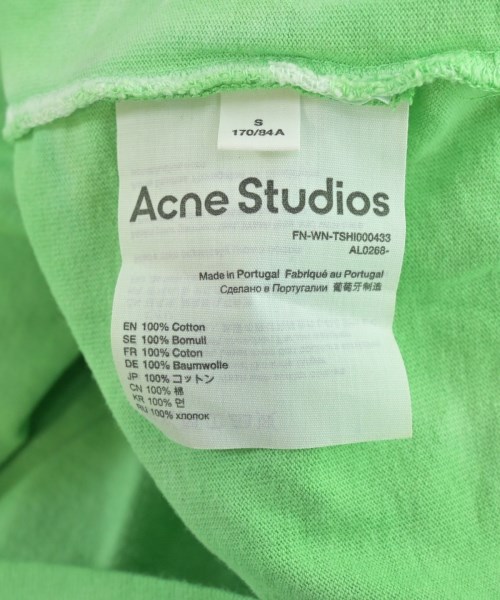 S
170/84A
Acne Studios
FN-WN-TSHI000433
AL0268-
Made in Portugal Fabriqué au Portugal
Сделано в Португалии 葡萄牙制造
EN 100% Cotton
SE 100% Bomull
FR 100% Coton
DE 100% Baumwolle
JP 100% コットン
CN 100% 棉
KR 100% 면
RU 100% хлопок